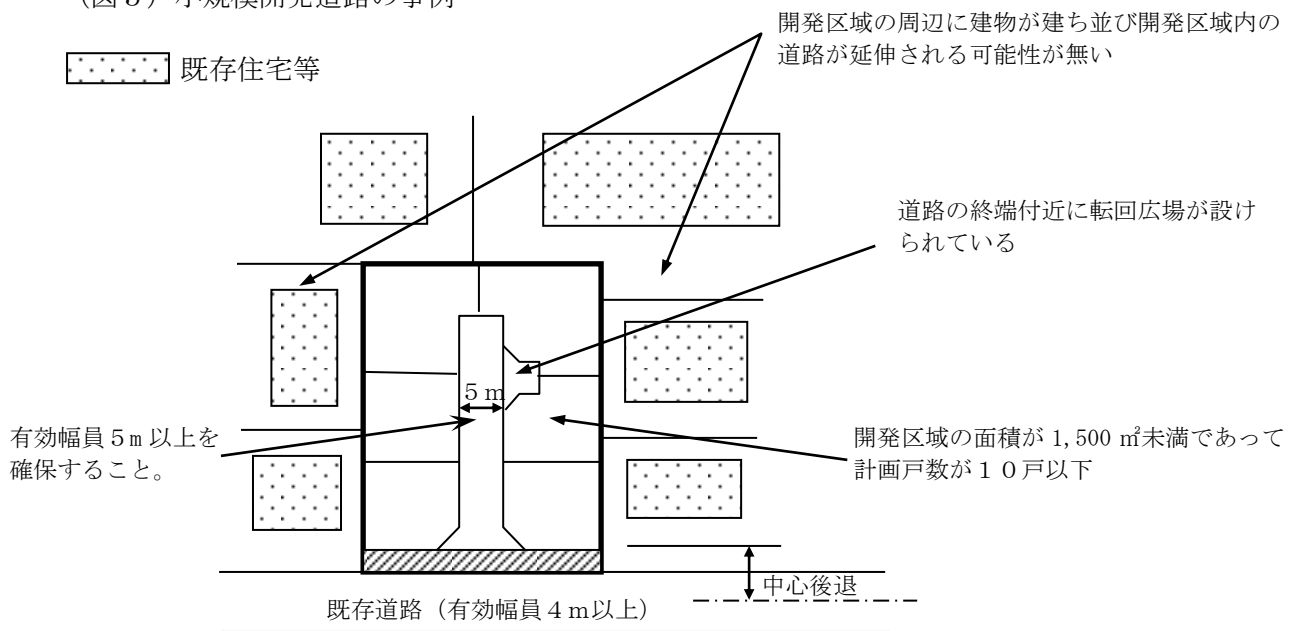 (図3)小規模開発道路の事例
既存住宅等
開発区域の周辺に建物が建ち並び開発区域内の
道路が延伸される可能性が無い
道路の終端付近に転回広場が設け
られている
5m
有効幅員5m以上を
確保すること。
開発区域の面積が 1,500 ㎡未満であって
計画戸数が10戸以下
中心後退
既存道路(有効幅員4m以上)